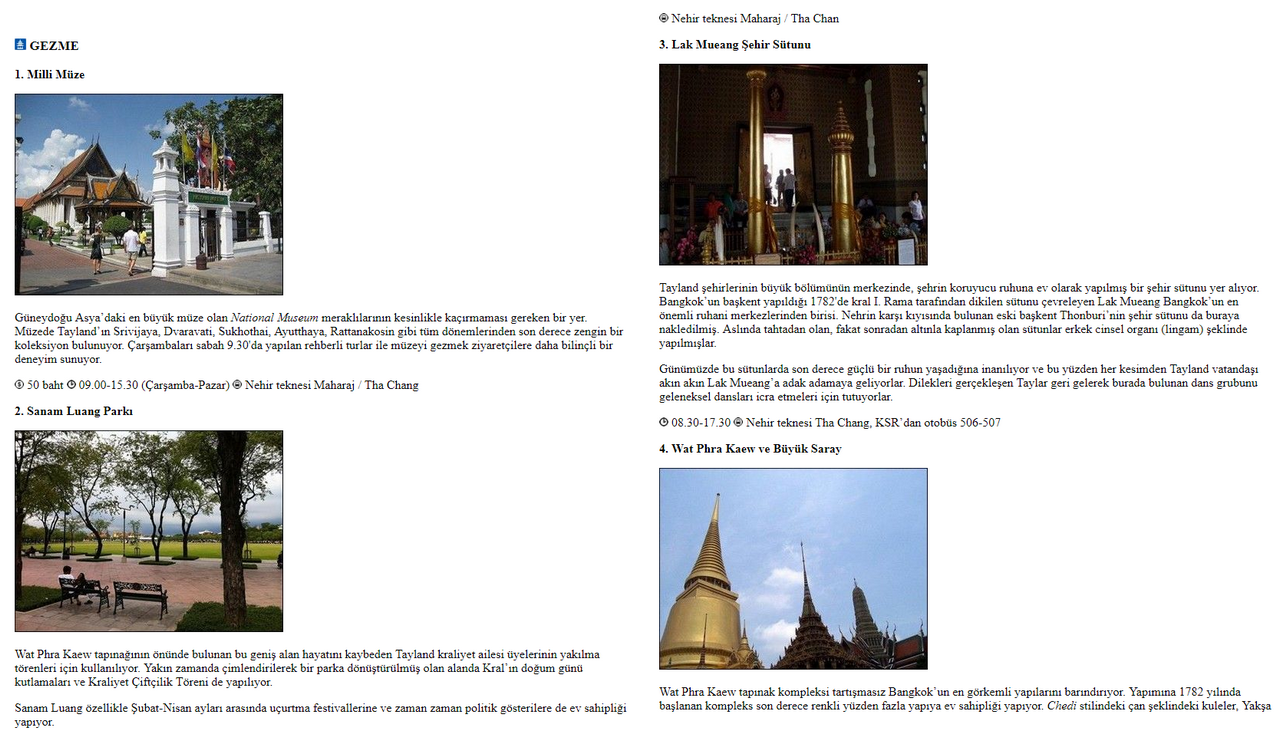 GEZME
1. Milli Müze
Güneydoğu Asya’daki en büyük müze olan National Museum meraklılarının kesinlikle kaçırmaması gereken bir yer.
Müzede Tayland’ın Srivijaya, Dvaravati, Sukhothai, Ayutthaya, Rattanakosin gibi tüm dönemlerinden son derece zengin bir
koleksiyon bulunuyor. Çarşambaları sabah 9.30'da yapılan rehberli turlar ile müzeyi gezmek ziyaretçilere daha bilinçli bir
deneyim sunuyor.
50 baht 09.00-15.30 (Çarşamba-Pazar) Nehir teknesi Maharaj / Tha Chang
2. Sanam Luang Parkı
Wat Phra Kaew tapınağının önünde bulunan bu geniş alan hayatını kaybeden Tayland kraliyet ailesi üyelerinin yakılma
törenleri için kullanılıyor. Yakın zamanda çimlendirilerek bir parka dönüştürülmüş olan alanda Kral’ın doğum günü
kutlamaları ve Kraliyet Çiftçilik Töreni de yapılıyor.
Sanam Luang özellikle Şubat-Nisan ayları arasında uçurtma festivallerine ve zaman zaman politik gösterilere de ev sahipliği
yapıyor.
Nehir teknesi Maharaj / Tha Chan
3. Lak Mueang Şehir Sütunu
Tayland şehirlerinin büyük bölümünün merkezinde, şehrin koruyucu ruhuna ev olarak yapılmış bir şehir sütunu yer alıyor.
Bangkok’un başkent yapıldığı 1782'de kral I. Rama tarafından dikilen sütunu çevreleyen Lak Mueang Bangkok’un en
önemli ruhani merkezlerinden birisi. Nehrin karşı kıyısında bulunan eski başkent Thonburi’nin şehir sütunu da buraya
nakledilmiş. Aslında tahtadan olan, fakat sonradan altınla kaplanmış olan sütunlar erkek cinsel organı (lingam) şeklinde
yapılmışlar.
Günümüzde bu sütunlarda son derece güçlü bir ruhun yaşadığına inanılıyor ve bu yüzden her kesimden Tayland vatandaşı
akın akın Lak Mueang’a adak adamaya geliyorlar. Dilekleri gerçekleşen Taylar geri gelerek burada bulunan dans grubunu
geleneksel dansları icra etmeleri için tutuyorlar.
08.30-17.30 Nehir teknesi Tha Chang, KSR’dan otobüs 506-507
4. Wat Phra Kaew ve Büyük Saray
Wat Phra Kaew tapınak kompleksi tartışmasız Bangkok’un en görkemli yapılarını barındırıyor. Yapımına 1782 yılında
başlanan kompleks son derece renkli yüzden fazla yapıya ev sahipliği yapıyor. Chedi stilindeki çan şeklindeki kuleler, Yakşa